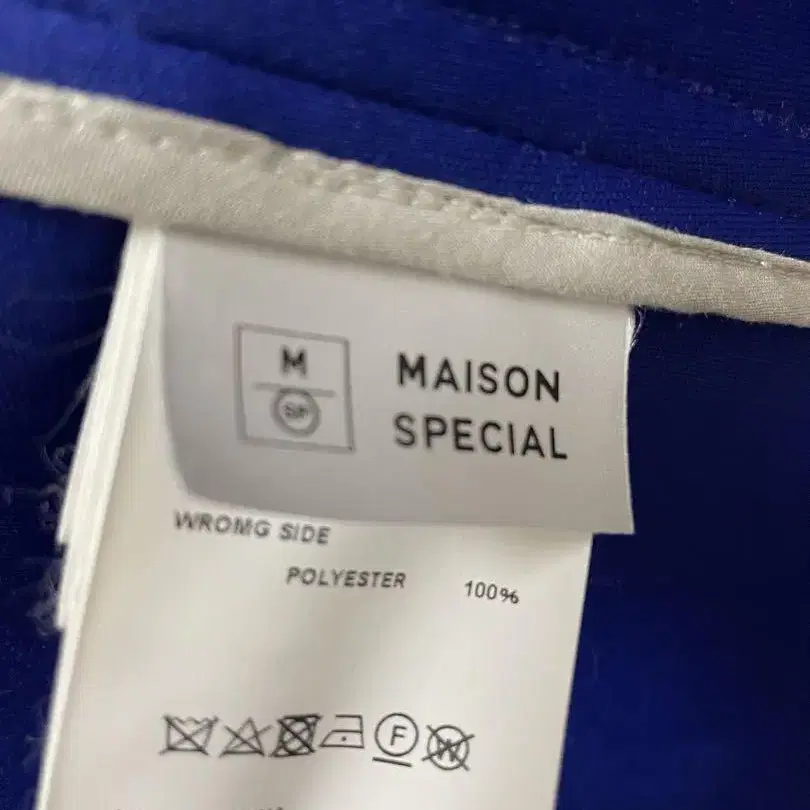 M
SP
MAISON
SPECIAL
WROMG SIDE
POLYESTER 100%
F
W